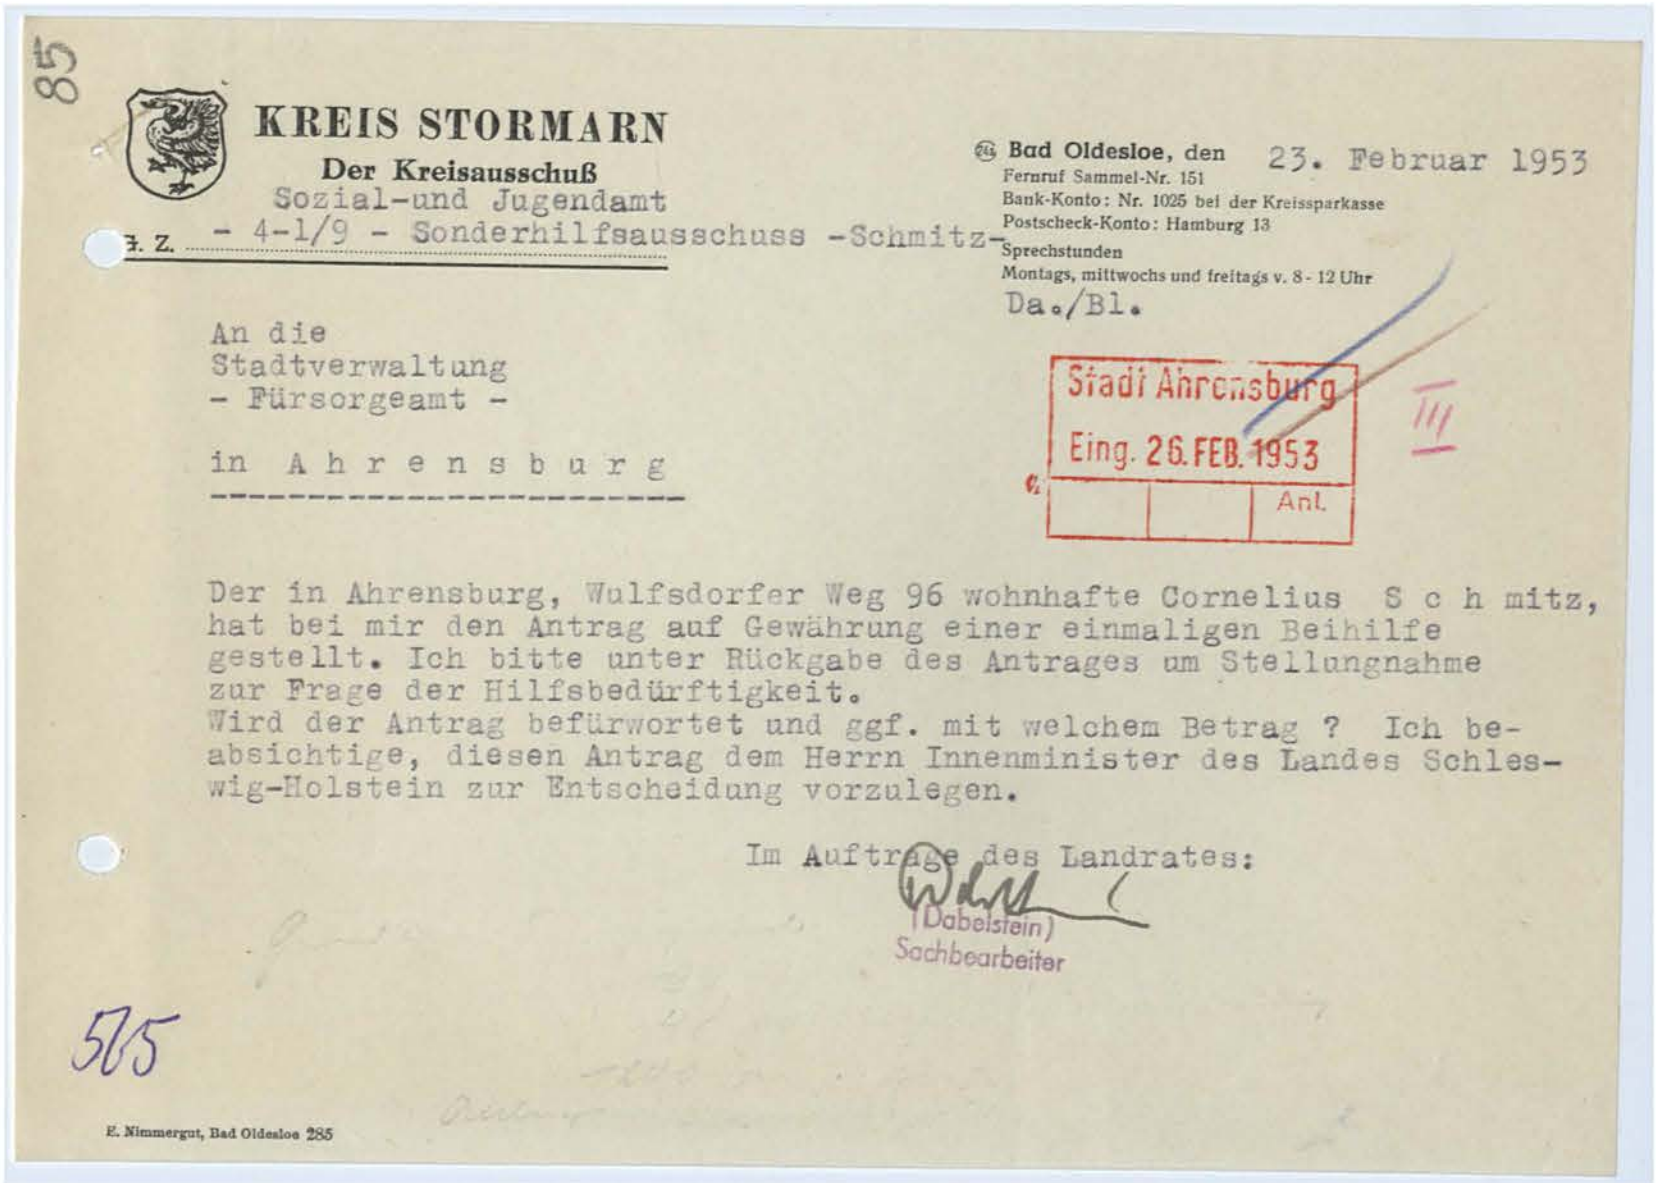 85
KREIS STORMARN
Der Kreisausschuß
Sozial-und Jugendamt
G. Z. - 4-1/9 - Sonderhilfsausschuss -Schmitz-
24a Bad Oldesloe, den 23. Februar 1953
Fernruf Sammel-Nr. 151
Bank-Konto: Nr. 1025 bei der Kreissparkasse
Postscheck-Konto: Hamburg 13
Sprechstunden
Montags, mittwochs und freitags v. 8 - 12 Uhr
Da./Bl.
An die
Stadtverwaltung
- Fürsorgeamt -
in Ahrensburg
Stadt Ahrensburg
Eing. 26. FEB. 1953
Anl.
III
Der in Ahrensburg, Wulfsdorfer Weg 96 wohnhafte Cornelius S c h mitz,
hat bei mir den Antrag auf Gewährung einer einmaligen Beihilfe
gestellt. Ich bitte unter Rückgabe des Antrages um Stellungnahme
zur Frage der Hilfsbedürftigkeit.
Wird der Antrag befürwortet und ggf. mit welchem Betrag ? Ich be-
absichtige, diesen Antrag dem Herrn Innenminister des Landes Schles-
wig-Holstein zur Entscheidung vorzulegen.
Im Auftrage des Landrates:
(Dabelstein)
Sachbearbeiter
E. Nimmergut, Bad Oldesloe 285